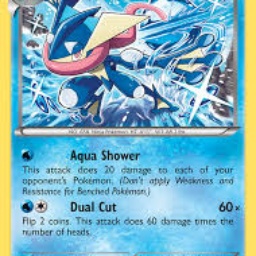 Aqua Shower
This attack does 20 damage to each of your
opponent's Pokémon. (Don't apply Weakness and
Resistance for Benched Pokémon.)
Dual Cut 60×
Flip 2 coins. This attack does 60 damage times the
number of heads.